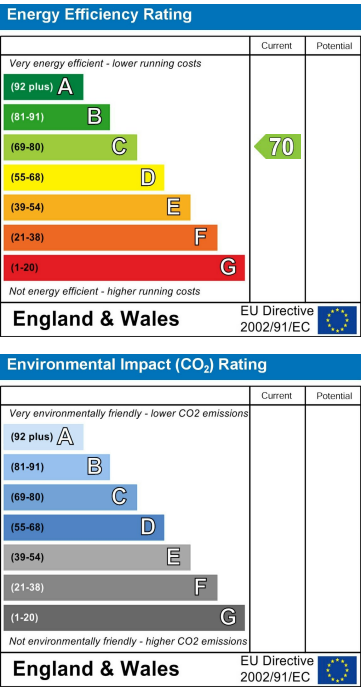 Energy Efficiency Rating
Current Potential
Very energy efficient - lower running costs
(92 plus) A
(81-91) B
(69-80) C 70
(55-68) D
(39-54) E
(21-38) F
(1-20) G
Not energy efficient - higher running costs
England & Wales
EU Directive
2002/91/EC
Environmental Impact (CO2) Rating
Current Potential
Very environmentally friendly - lower CO2 emissions
(92 plus) A
(81-91) B
(69-80) C
(55-68) D
(39-54) E
(21-38) F
(1-20) G
Not environmentally friendly - higher CO2 emissions
England & Wales
EU Directive
2002/91/EC